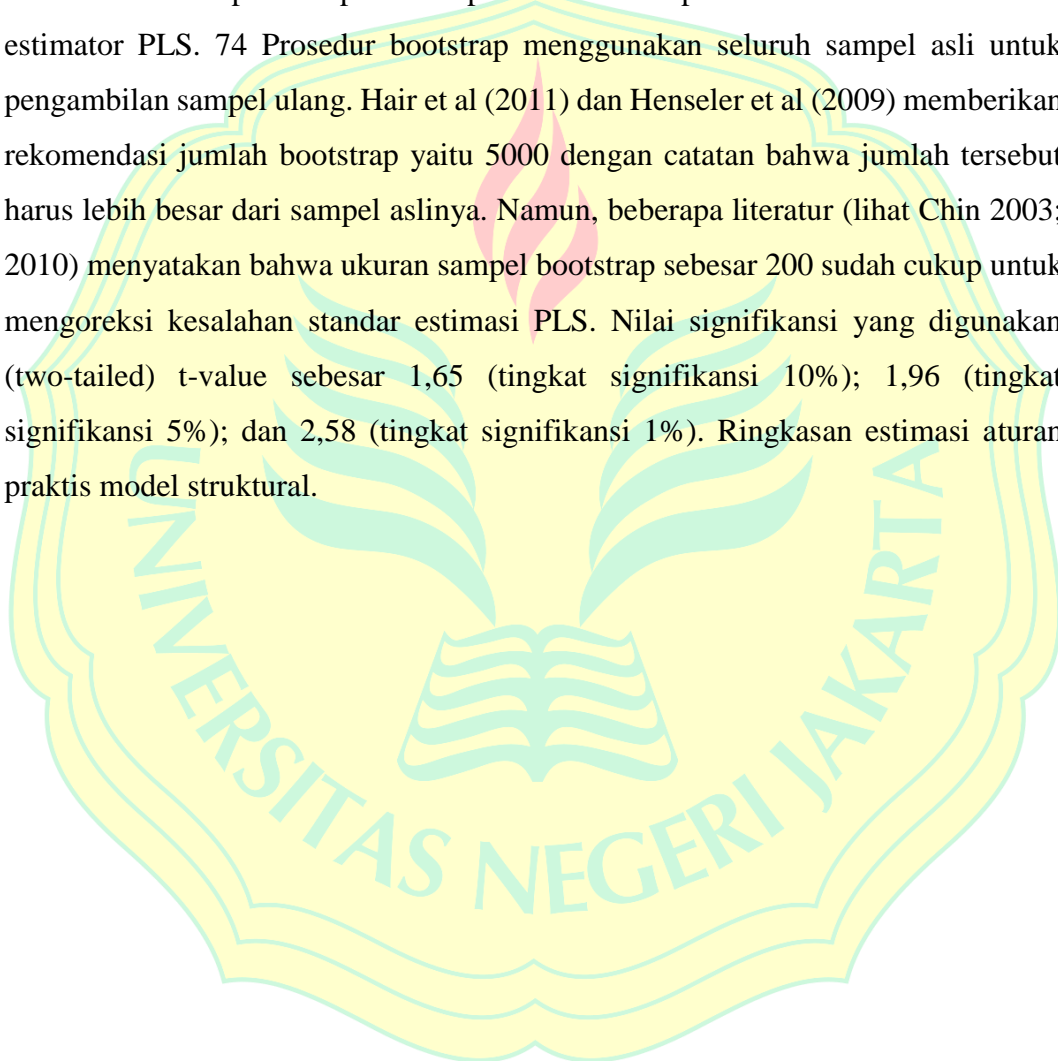 estimator PLS. 74 Prosedur bootstrap menggunakan seluruh sampel asli untuk
pengambilan sampel ulang. Hair et al (2011) dan Henseler et al (2009) memberikan
rekomendasi jumlah bootstrap yaitu 5000 dengan catatan bahwa jumlah tersebut
harus lebih besar dari sampel aslinya. Namun, beberapa literatur (lihat Chin 2003;
2010) menyatakan bahwa ukuran sampel bootstrap sebesar 200 sudah cukup untuk
mengoreksi kesalahan standar estimasi PLS. Nilai signifikansi yang digunakan
(two-tailed) t-value sebesar 1,65 (tingkat signifikansi 10%); 1,96 (tingkat
signifikansi 5%); dan 2,58 (tingkat signifikansi 1%). Ringkasan estimasi aturan
praktis model struktural.
UNIVERSITAS NEGERI JAKARTA